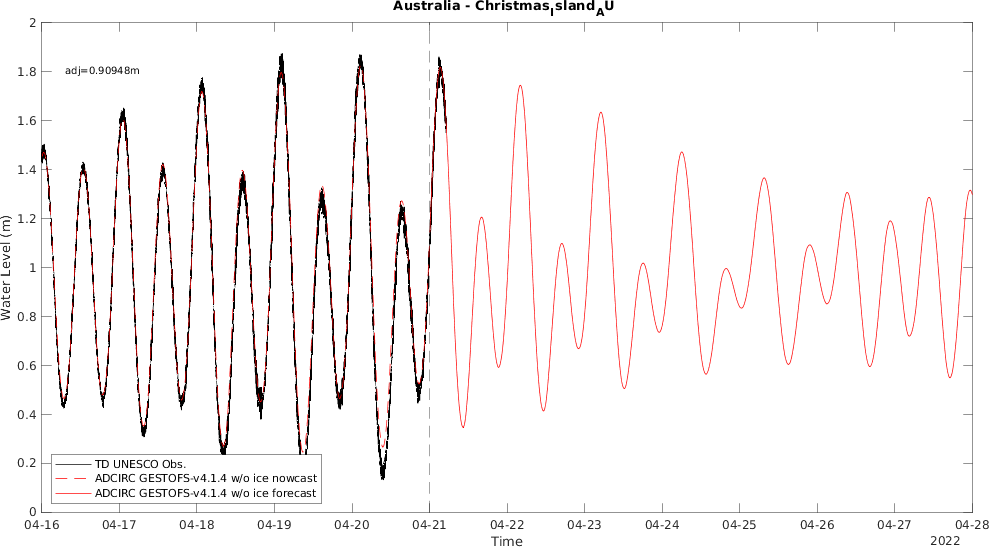 Australia - Christmas_Island_AU
2
1.8
1.6
1.4
1.2
1
0.8
0.6
0.4
0.2
0
Water Level (m)
adj=0.90948m
TD UNESCO Obs.
ADCIRC GESTOFS-v4.1.4 w/o ice nowcast
ADCIRC GESTOFS-v4.1.4 w/o ice forecast
04-16 04-17 04-18 04-19 04-20 04-21 04-22 04-23 04-24 04-25 04-26 04-27 04-28
Time
2022